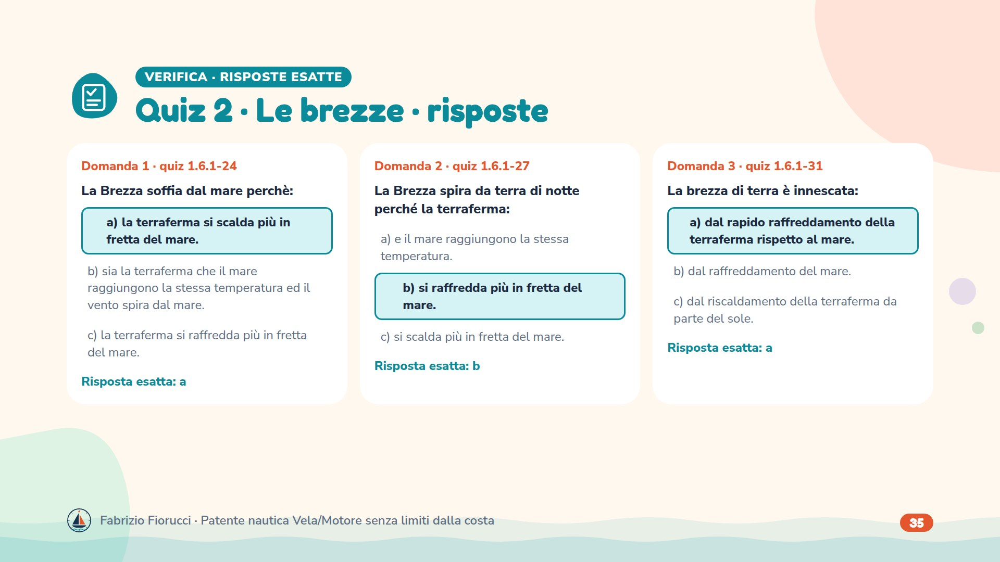 VERIFICA · RISPOSTE ESATTE
Quiz 2 · Le brezze · risposte
Domanda 1 · quiz 1.6.1-24
La Brezza soffia dal mare perchè:
a) la terraferma si scalda più in
fretta del mare.
b) sia la terraferma che il mare
raggiungono la stessa temperatura ed il
vento spira dal mare.
c) la terraferma si raffredda più in fretta
del mare.
Risposta esatta: a
Domanda 2 · quiz 1.6.1-27
La Brezza spira da terra di notte
perché la terraferma:
a) e il mare raggiungono la stessa
temperatura.
b) si raffredda più in fretta del
mare.
c) si scalda più in fretta del mare.
Risposta esatta: b
Domanda 3 · quiz 1.6.1-31
La brezza di terra è innescata:
a) dal rapido raffreddamento della
terraferma rispetto al mare.
b) dal raffreddamento del mare.
c) dal riscaldamento della terraferma da
parte del sole.
Risposta esatta: a
Fabrizio Fiorucci · Patente nautica Vela/Motore senza limiti dalla costa
35